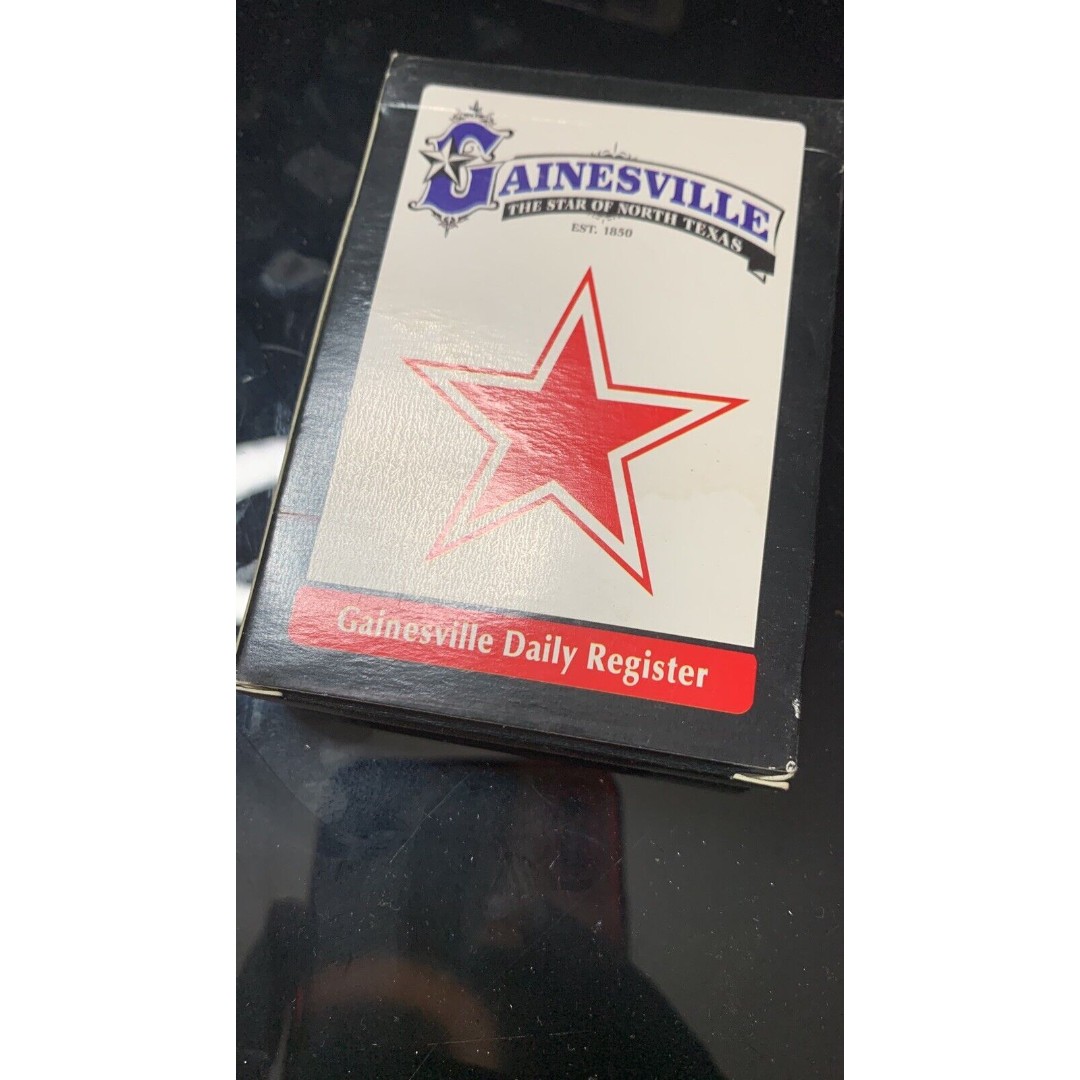 GAINESVILLE
THE STAR OF NORTH TEXAS
EST. 1850
Gainesville Daily Register